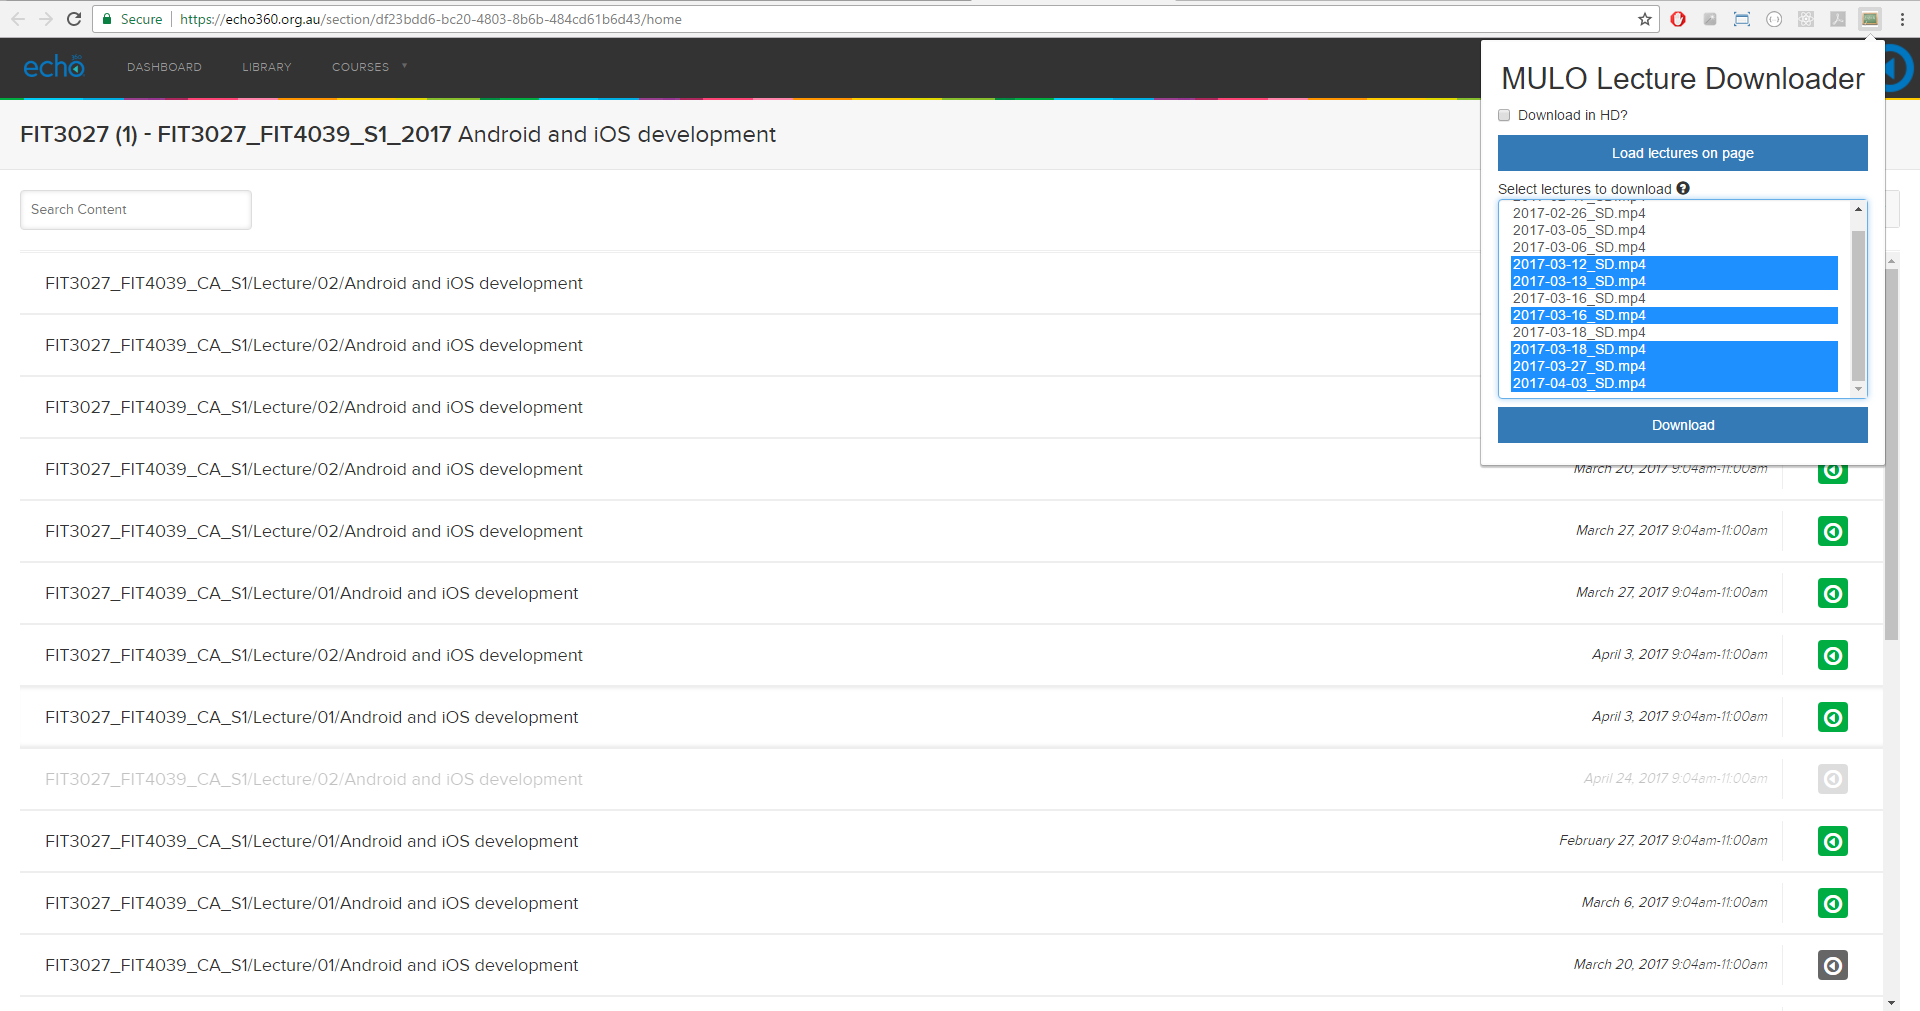 Secure https://echo360.org.au/section/df23bdd6-bc20-4803-8b6b-484cd61b6d43/home
echo360 DASHBOARD LIBRARY COURSES
FIT3027 (1) - FIT3027_FIT4039_S1_2017 Android and iOS development
Search Content
MULO Lecture Downloader
Download in HD?
Load lectures on page
Select lectures to download
2017-02-26_SD.mp4
2017-03-05_SD.mp4
2017-03-06_SD.mp4
2017-03-12_SD.mp4
2017-03-13_SD.mp4
2017-03-16_SD.mp4
2017-03-16_SD.mp4
2017-03-18_SD.mp4
2017-03-18_SD.mp4
2017-03-27_SD.mp4
2017-04-03_SD.mp4
Download
FIT3027_FIT4039_CA_S1/Lecture/02/Android and iOS development
FIT3027_FIT4039_CA_S1/Lecture/02/Android and iOS development
FIT3027_FIT4039_CA_S1/Lecture/02/Android and iOS development
FIT3027_FIT4039_CA_S1/Lecture/02/Android and iOS development March 20, 2017 9:04am-11:00am
FIT3027_FIT4039_CA_S1/Lecture/02/Android and iOS development March 27, 2017 9:04am-11:00am
FIT3027_FIT4039_CA_S1/Lecture/01/Android and iOS development March 27, 2017 9:04am-11:00am
FIT3027_FIT4039_CA_S1/Lecture/02/Android and iOS development April 3, 2017 9:04am-11:00am
FIT3027_FIT4039_CA_S1/Lecture/01/Android and iOS development April 3, 2017 9:04am-11:00am
FIT3027_FIT4039_CA_S1/Lecture/02/Android and iOS development April 24, 2017 9:04am-11:00am
FIT3027_FIT4039_CA_S1/Lecture/01/Android and iOS development February 27, 2017 9:04am-11:00am
FIT3027_FIT4039_CA_S1/Lecture/01/Android and iOS development March 6, 2017 9:04am-11:00am
FIT3027_FIT4039_CA_S1/Lecture/01/Android and iOS development March 20, 2017 9:04am-11:00am